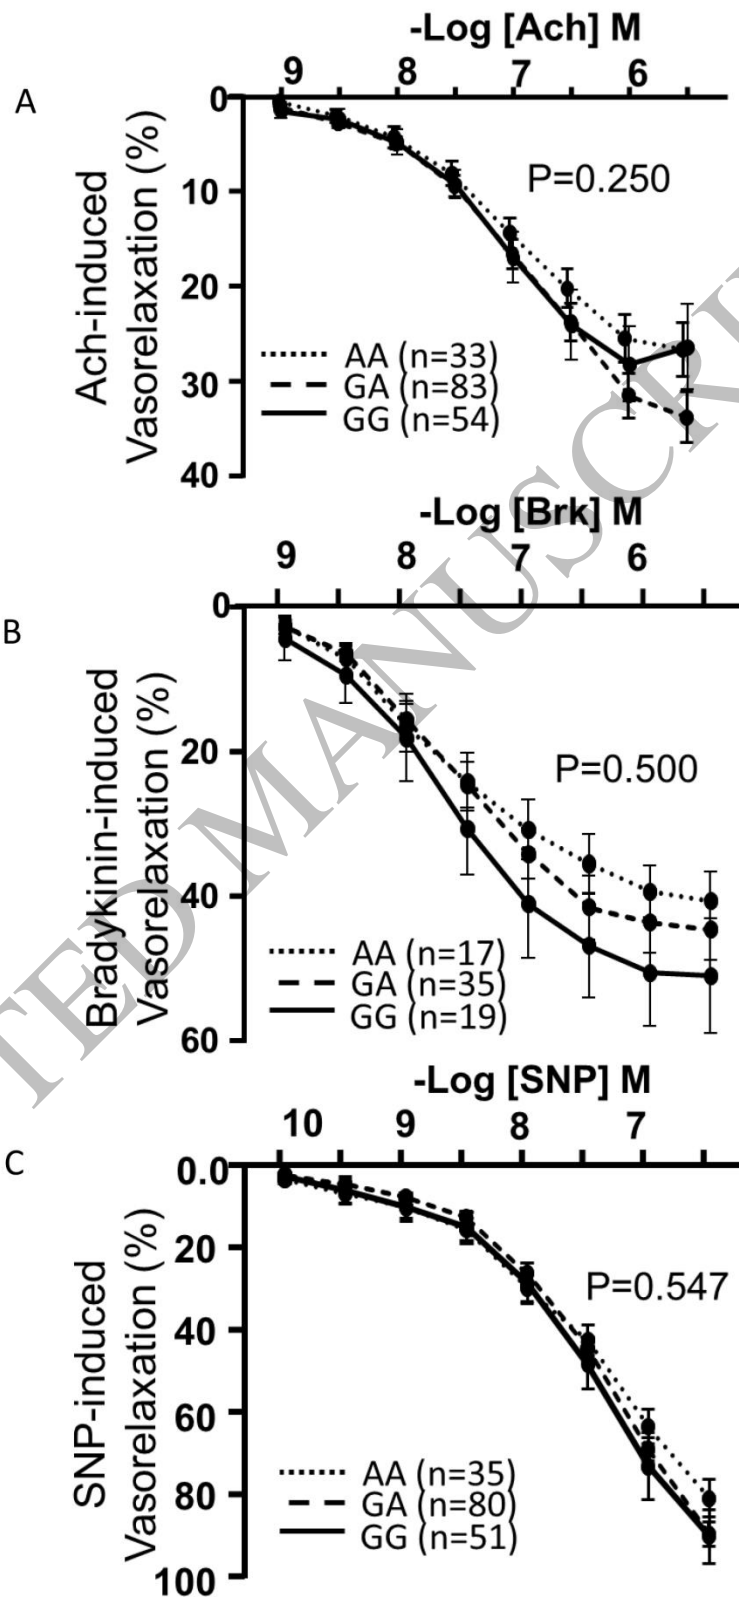 -Log [Ach] M
9 8 7 6
A
0
10
20
30
40
Ach-induced
Vasorelaxation (%)
P=0.250
AA (n=33)
GA (n=83)
GG (n=54)
-Log [Brk] M
9 8 7 6
B
0
20
40
60
Bradykinin-induced
Vasorelaxation (%)
P=0.500
AA (n=17)
GA (n=35)
GG (n=19)
-Log [SNP] M
10 9 8 7
C
0.0
20
40
60
80
100
SNP-induced
Vasorelaxation (%)
P=0.547
AA (n=35)
GA (n=80)
GG (n=51)
TED MANUSCRI